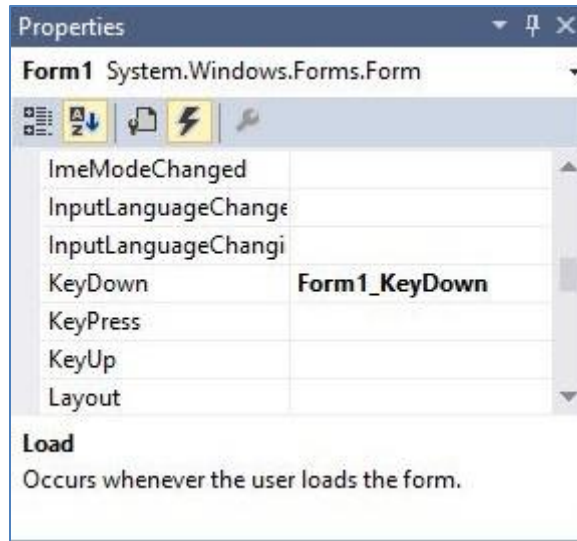 Properties
Form1 System.Windows.Forms.Form
ImeModeChanged
InputLanguageChange
InputLanguageChangi
KeyDown Form1_KeyDown
KeyPress
KeyUp
Layout
Load
Occurs whenever the user loads the form.